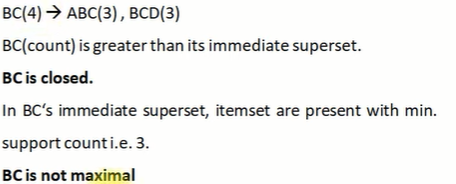 BC(4) → ABC(3) , BCD(3)
BC(count) is greater than its immediate superset.
BC is closed.
In BC‘s immediate superset, itemset are present with min.
support count i.e. 3.
BC is not maximal